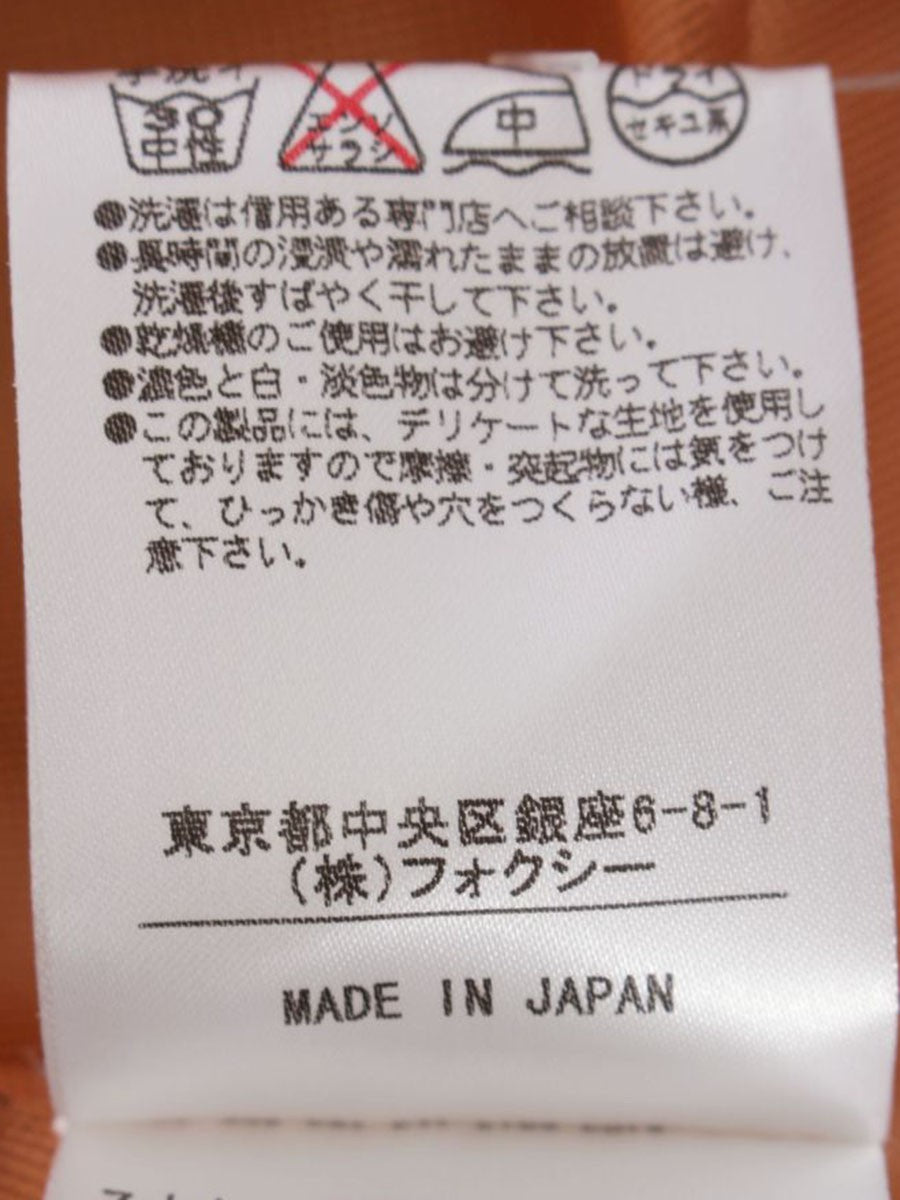 手洗イ
30
中性
エンソ
サラシ
中
ドライ
セキユ系
●洗濯は信用ある専門店へご相談下さい。
●長時間の浸漬や濡れたままの放置は避け、
洗濯後すばやく干して下さい。
●乾燥機のご使用はお避け下さい。
●濃色と白・淡色物は分けて洗って下さい。
●この製品には、デリケートな生地を使用し
ておりますので摩擦・突起物には気をつけ
て、ひっかき傷や穴をつくらない様、ご注
意下さい。
東京都中央区銀座6-8-1
(株)フォクシー
MADE IN JAPAN